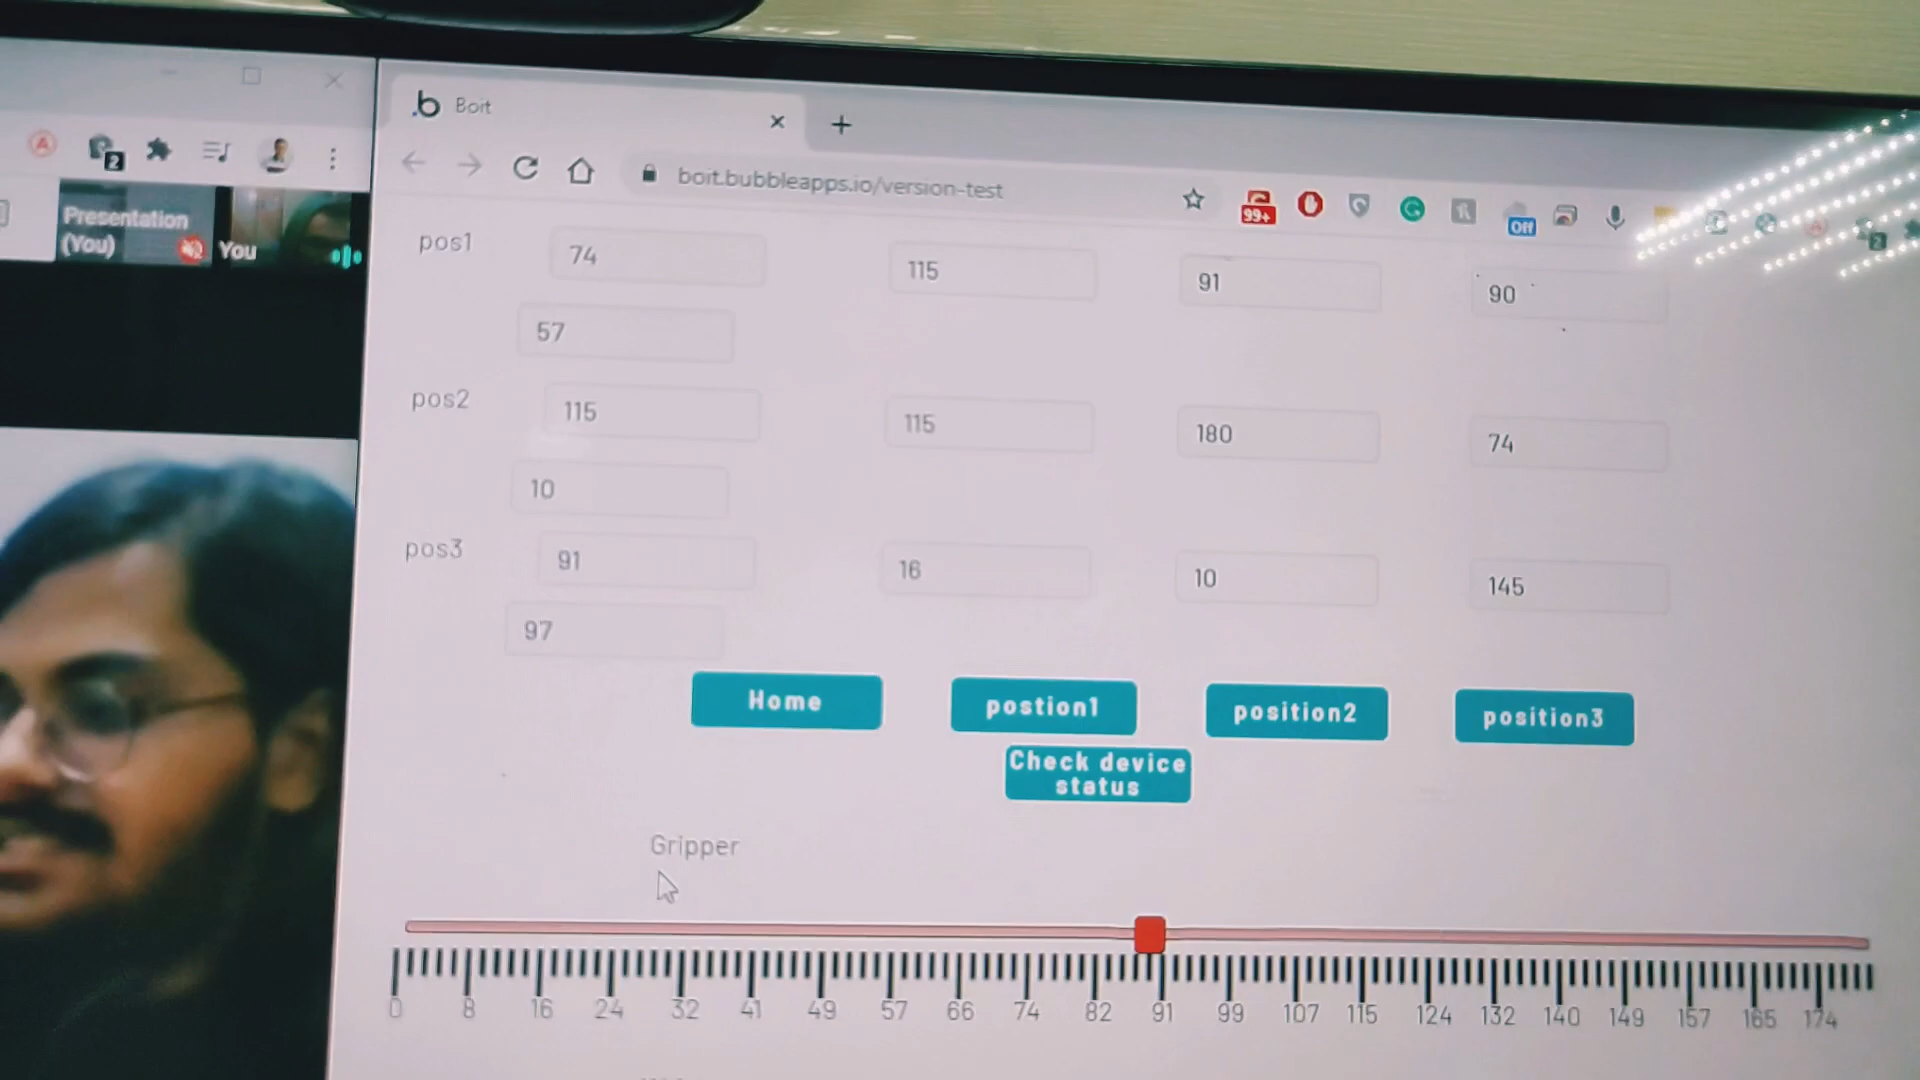 Boit
boit.bubbleapps.io/version-test
99+
Off
2
2
Presentation
(You)
You
pos1
74
115
91
90
57
pos2
115
115
180
74
10
pos3
91
16
10
145
97
Home
postion1
position2
position3
Check device
status
Gripper
0 8 16 24 32 41 49 57 66 74 82 91 99 107 115 124 132 140 149 157 165 174